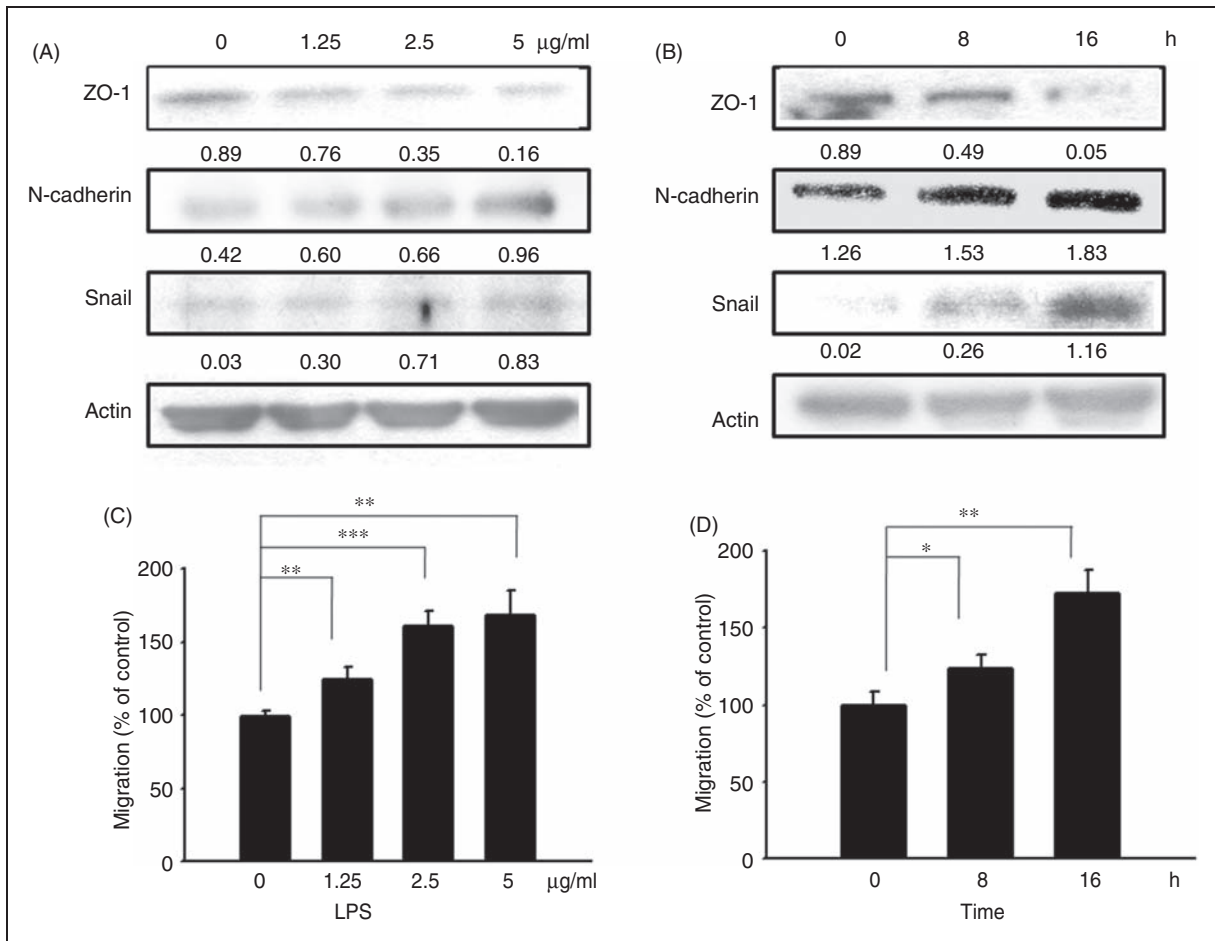 (A)
0 1.25 2.5 5 μg/ml
ZO-1
0.89 0.76 0.35 0.16
N-cadherin
0.42 0.60 0.66 0.96
Snail
0.03 0.30 0.71 0.83
Actin
(B)
0 8 16 h
ZO-1
0.89 0.49 0.05
N-cadherin
1.26 1.53 1.83
Snail
0.02 0.26 1.16
Actin
(C)
**
***
**
Migration (% of control)
200
150
100
50
0
0 1.25 2.5 5 μg/ml
LPS
(D)
**
*
Migration (% of control)
200
150
100
50
0
0 8 16 h
Time